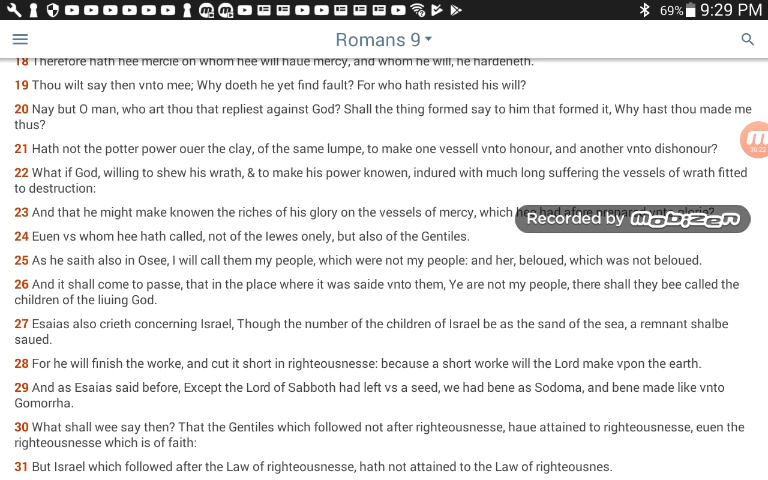 69% 9:29 PM
Romans 9
18 Therefore hath hee mercie on whom hee will haue mercy, and whom he will, he hardeneth.
19 Thou wilt say then vnto mee; Why doeth he yet find fault? For who hath resisted his will?
20 Nay but O man, who art thou that repliest against God? Shall the thing formed say to him that formed it, Why hast thou made me
thus?
21 Hath not the potter power ouer the clay, of the same lumpe, to make one vessell vnto honour, and another vnto dishonour?
22 What if God, willing to shew his wrath, & to make his power knowen, indured with much long suffering the vessels of wrath fitted
to destruction:
23 And that he might make knowen the riches of his glory on the vessels of mercy, which hee had afore prepared vnto glorie?
Recorded by mobizen
24 Euen vs whom hee hath called, not of the Iewes onely, but also of the Gentiles.
25 As he saith also in Osee, I will call them my people, which were not my people: and her, beloued, which was not beloued.
26 And it shall come to passe, that in the place where it was saide vnto them, Ye are not my people, there shall they bee called the
children of the liuing God.
27 Esaias also crieth concerning Israel, Though the number of the children of Israel be as the sand of the sea, a remnant shalbe
saued.
28 For he will finish the worke, and cut it short in righteousnesse: because a short worke will the Lord make vpon the earth.
29 And as Esaias said before, Except the Lord of Sabboth had left vs a seed, we had bene as Sodoma, and bene made like vnto
Gomorrha.
30 What shall wee say then? That the Gentiles which followed not after righteousnesse, haue attained to righteousnesse, euen the
righteousnesse which is of faith:
31 But Israel which followed after the Law of righteousnesse, hath not attained to the Law of righteousnes.